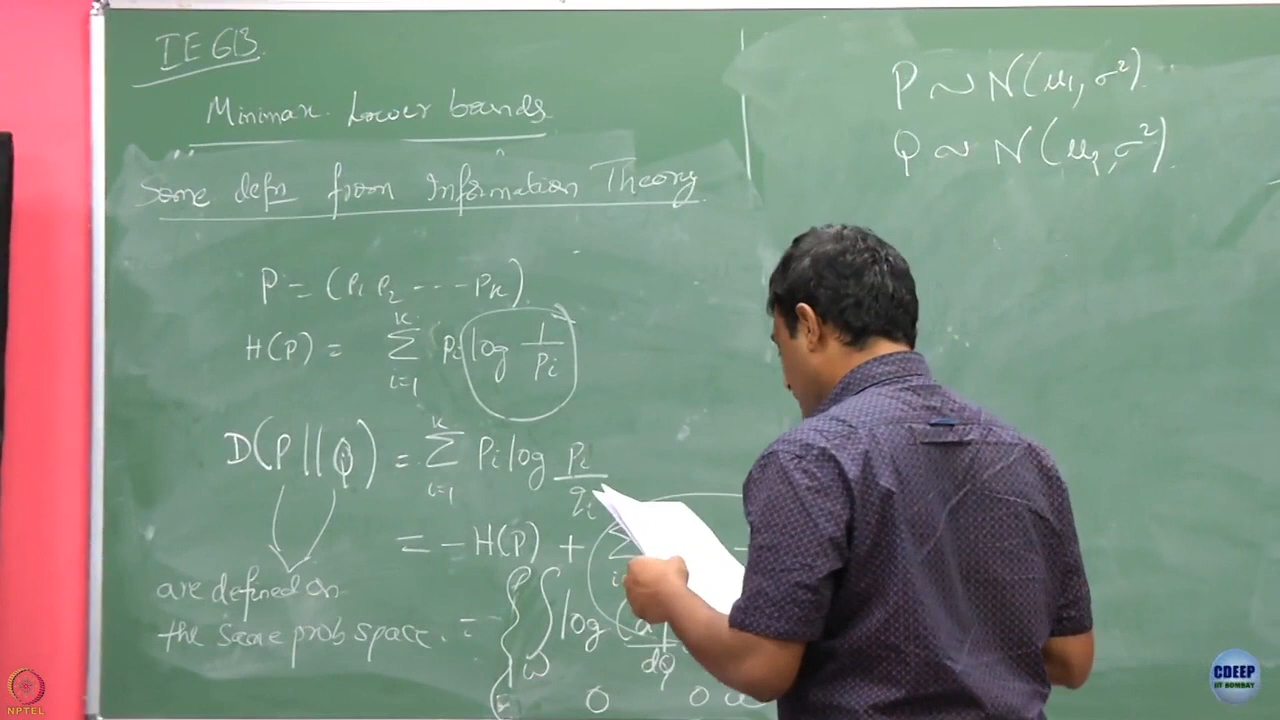 IE 613
Minimax Lower bounds
Some defn from Information Theory
P = (P₁ P₂ ---- Pₖ)
H(P) = ∑ᵢ₌₁ᴷ Pᵢ log 1/Pᵢ
D(P||Q) = ∑ᵢ₌₁ᴷ Pᵢ log Pᵢ/qᵢ
= -H(P) + ∑
are defined on
the same prob space. = { ∫ log (dP/dQ
0
P ~ N(μ₁, σ²)
Q ~ N(μ₂, σ²)
NPTEL
CDEEP
IIT BOMBAY